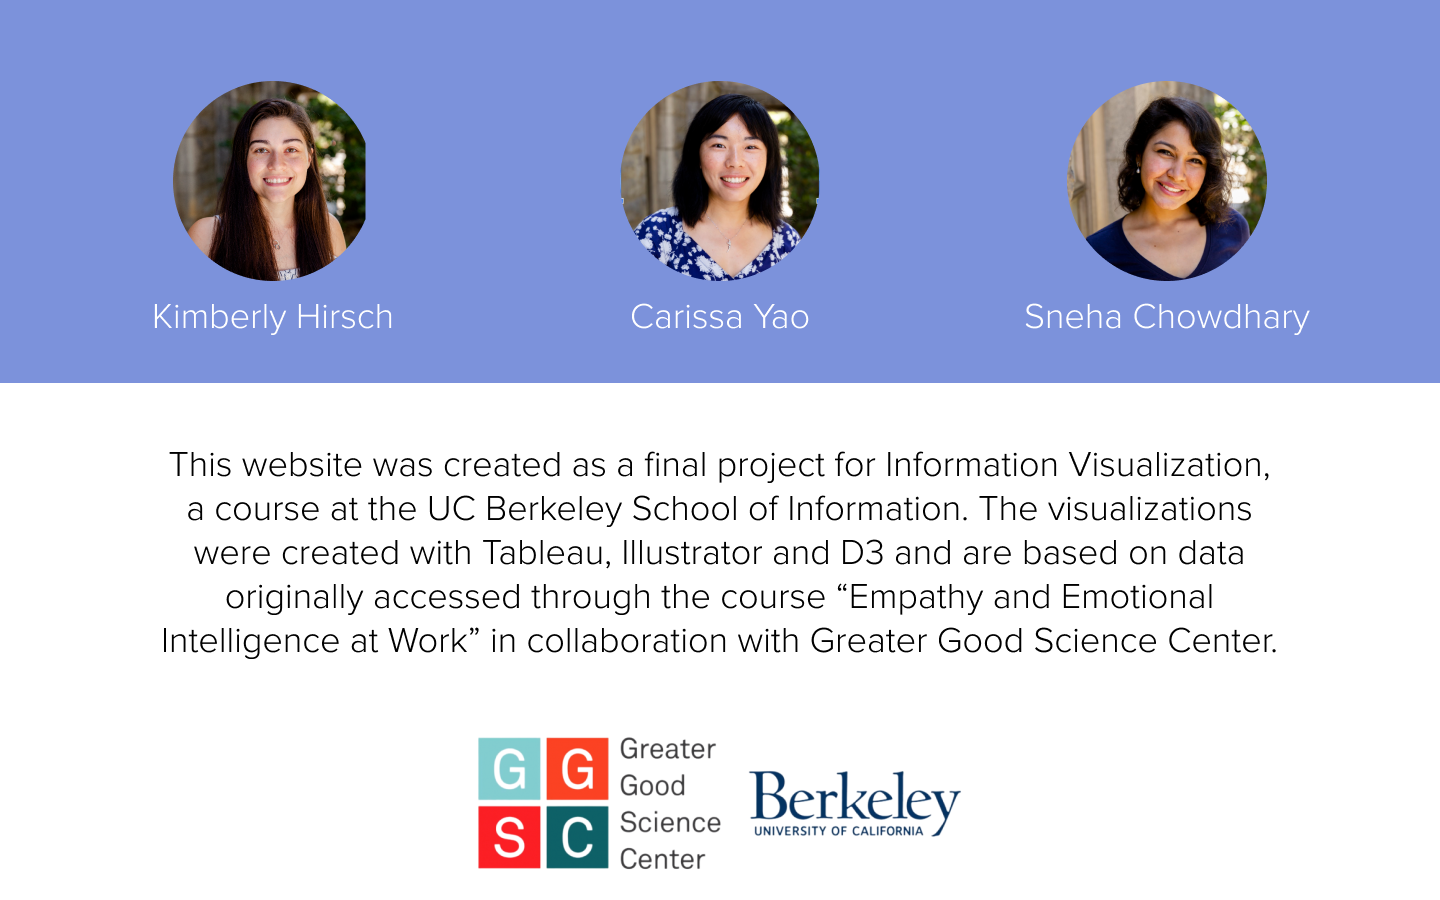 Kimberly Hirsch
Carissa Yao
Sneha Chowdhary
This website was created as a final project for Information Visualization,
a course at the UC Berkeley School of Information. The visualizations
were created with Tableau, Illustrator and D3 and are based on data
originally accessed through the course “Empathy and Emotional
Intelligence at Work” in collaboration with Greater Good Science Center.
G G
S C
Greater
Good
Science
Center
Berkeley
UNIVERSITY OF CALIFORNIA